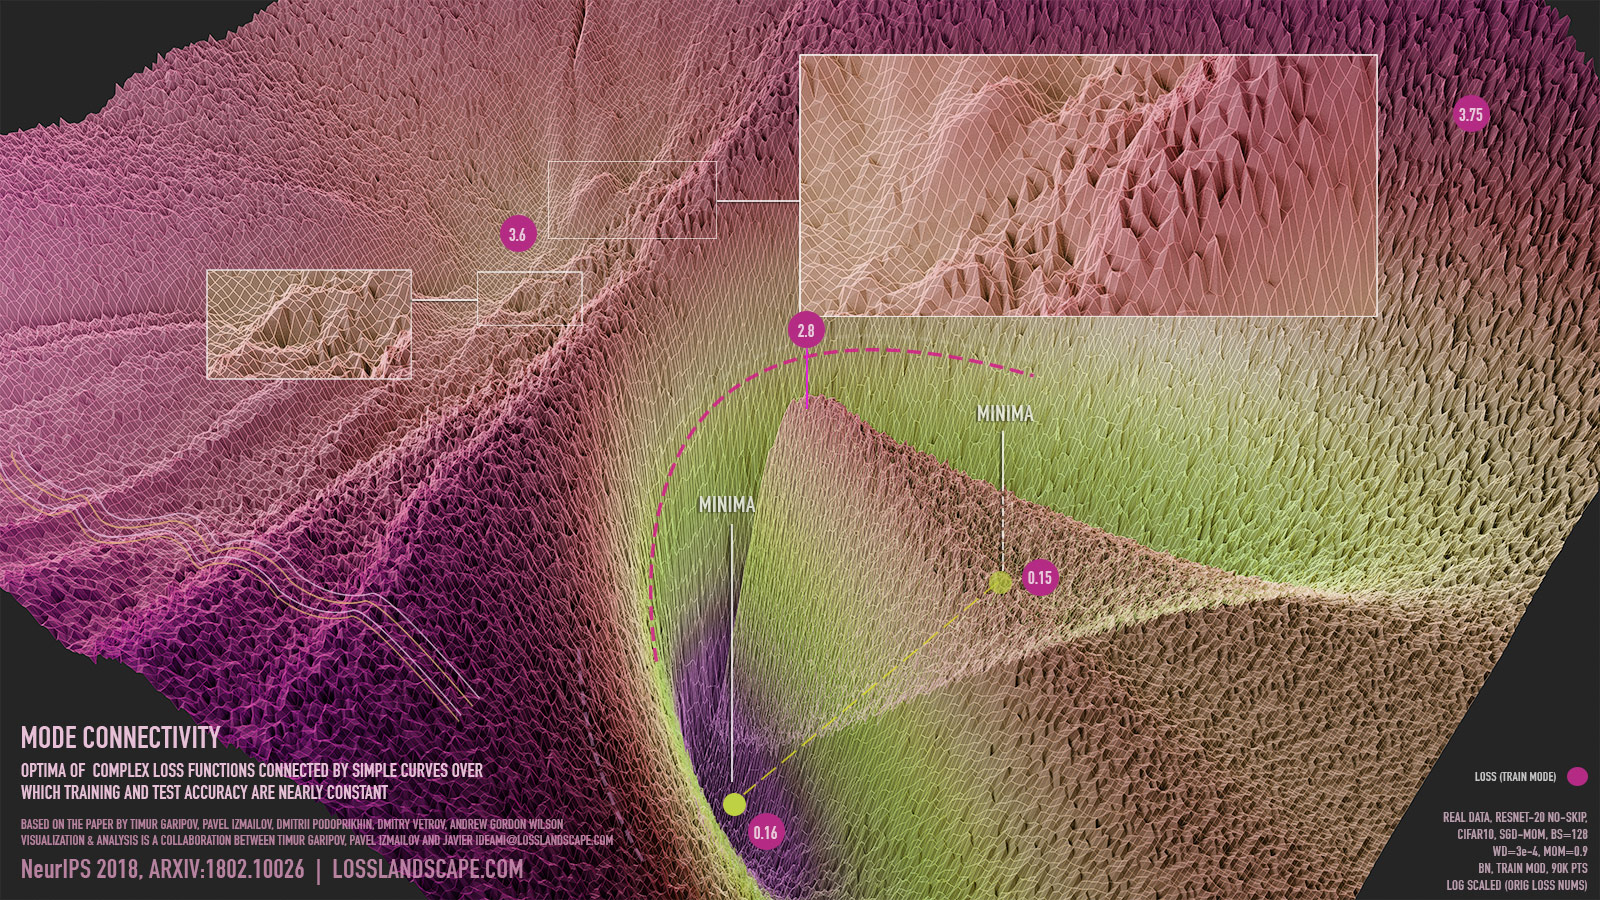 3.75
3.6
2.8
MINIMA
MINIMA
0.15
0.16
MODE CONNECTIVITY
OPTIMA OF COMPLEX LOSS FUNCTIONS CONNECTED BY SIMPLE CURVES OVER
WHICH TRAINING AND TEST ACCURACY ARE NEARLY CONSTANT
BASED ON THE PAPER BY TIMUR GARIPOV, PAVEL IZMAILOV, DMITRII PODOPRIKHIN, DMITRY VETROV, ANDREW GORDON WILSON
VISUALIZATION & ANALYSIS IS A COLLABORATION BETWEEN TIMUR GARIPOV, PAVEL IZMAILOV AND JAVIER IDEAMI@LOSSLANDSCAPE.COM
NeurIPS 2018, ARXIV:1802.10026 | LOSSLANDSCAPE.COM
LOSS (TRAIN MODE)
REAL DATA, RESNET-20 NO-SKIP,
CIFAR10, SGD-MOM, BS=128
WD=3e-4, MOM=0.9
BN, TRAIN MOD, 90K PTS
LOG SCALED (ORIG LOSS NUMS)